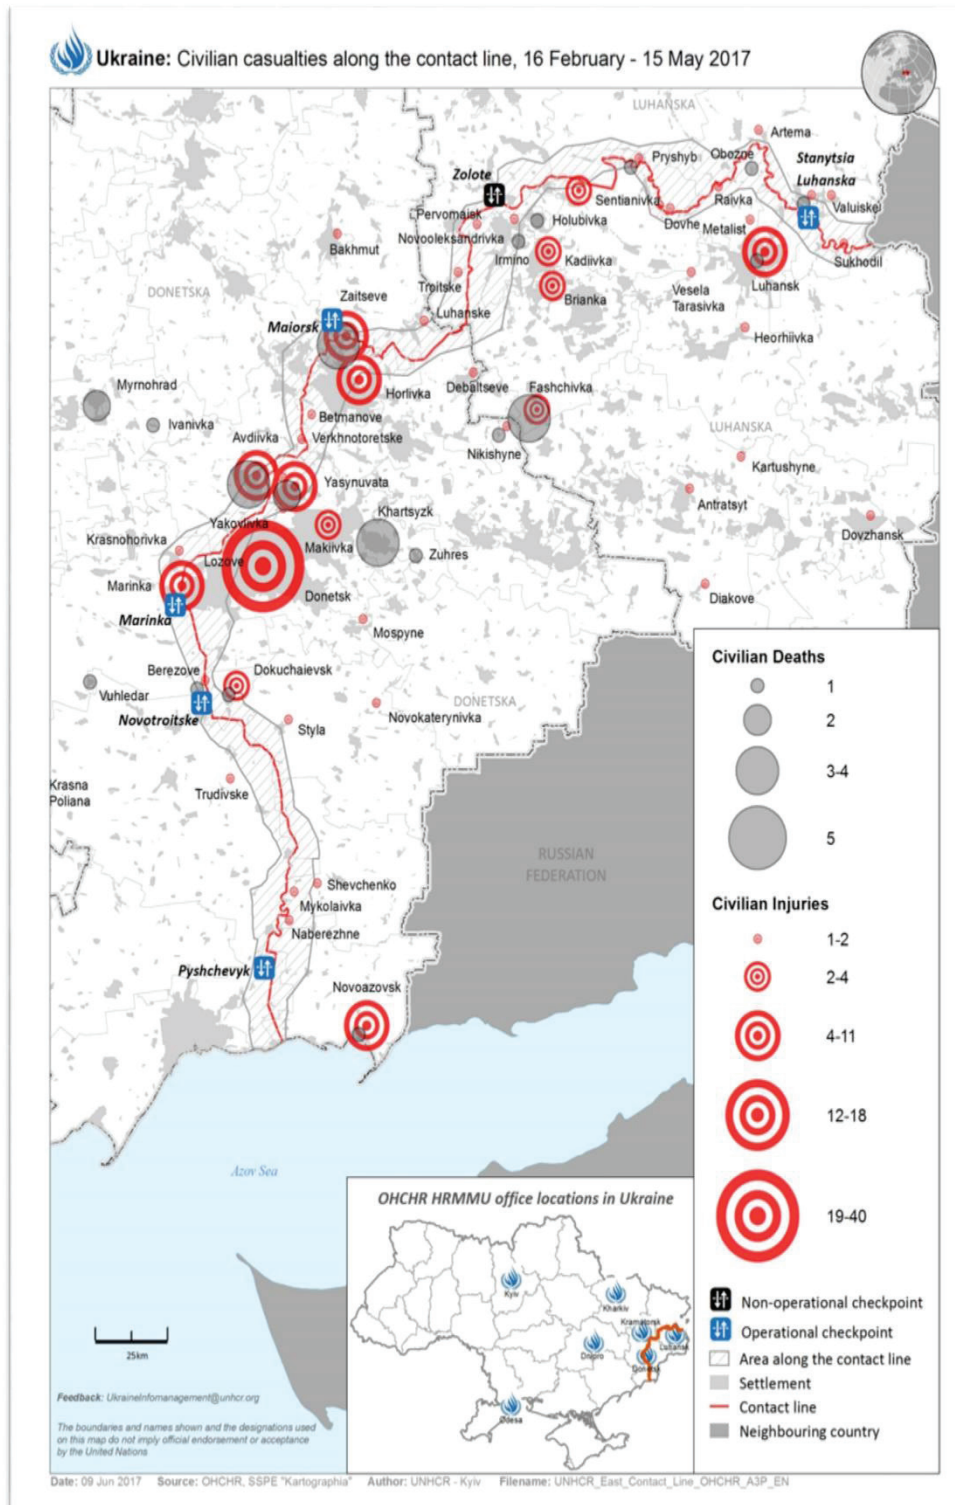 Ukraine: Civilian casualties along the contact line, 16 February - 15 May 2017
LUHANSKA
Artema
Pryshyb
Obozne
Stanytsia
Luhanska
Zolote
Sentianivka
Raivka
Valuiske
Pervomaisk
Holubivka
Dovhe
Metalist
Novooleksandrivka
Bakhmut
Irmino
Kadiivka
Sukhodil
Troitske
Brianka
Vesela
Tarasivka
Luhansk
DONETSKA
Zaitseve
Luhanske
Maiorsk
Heorhiivka
Myrnohrad
Horlivka
Debaltseve
Fashchivka
Ivanivka
Betmanove
LUHANSKA
Avdiivka
Verkhnotoretske
Nikishyne
Kartushyne
Yasynuvata
Antratsyt
Khartsyzk
Yakovlivka
Krasnohorivka
Makiivka
Zuhres
Dovzhansk
Lozove
Marinka
Donetsk
Diakove
Marinka
Mospyne
Berezove
Dokuchaievsk
Vuhledar
Novotroitske
DONETSKA
Novokaterynivka
Styla
Krasna
Poliana
Trudivske
RUSSIAN
FEDERATION
Shevchenko
Mykolaivka
Naberezhne
Pyshchevyk
Novoazovsk
Azov Sea
Civilian Deaths
1
2
3-4
5
Civilian Injuries
1-2
2-4
4-11
12-18
19-40
Non-operational checkpoint
Operational checkpoint
Area along the contact line
Settlement
Contact line
Neighbouring country
OHCHR HRMMU office locations in Ukraine
Kyiv
Kharkiv
Kramatorsk
Luhansk
Dnipro
Donetsk
Odesa
25km
Feedback: UkraineInfomanagement@unhcr.org
The boundaries and names shown and the designations used
on this map do not imply official endorsement or acceptance
by the United Nations
Date: 09 Jun 2017 Source: OHCHR, SSPE "Kartographia" Author: UNHCR - Kyiv Filename: UNHCR_East_Contact_Line_OHCHR_A3P_EN